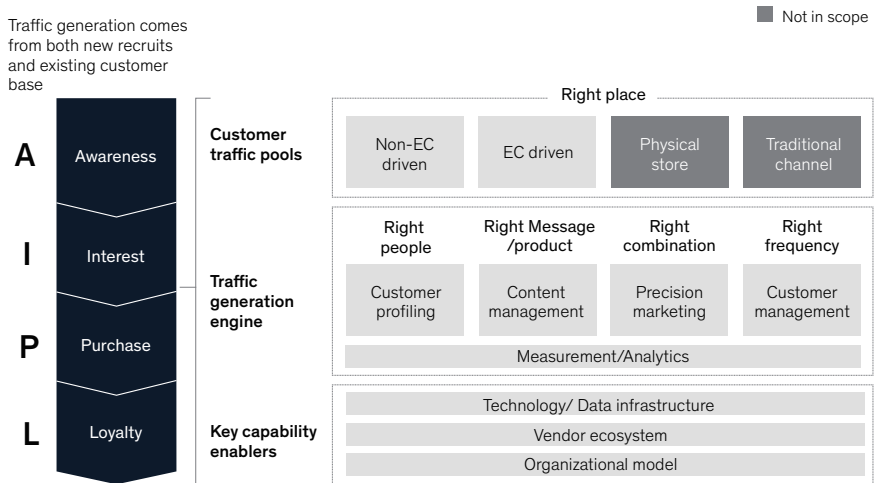 Traffic generation comes
from both new recruits
and existing customer
base
Not in scope
A
Awareness
I
Interest
P
Purchase
L
Loyalty
Customer
traffic pools
Right place
Non-EC
driven
EC driven
Physical
store
Traditional
channel
Traffic
generation
engine
Right
people
Right Message
/product
Right
combination
Right
frequency
Customer
profiling
Content
management
Precision
marketing
Customer
management
Measurement/Analytics
Key capability
enablers
Technology/ Data infrastructure
Vendor ecosystem
Organizational model